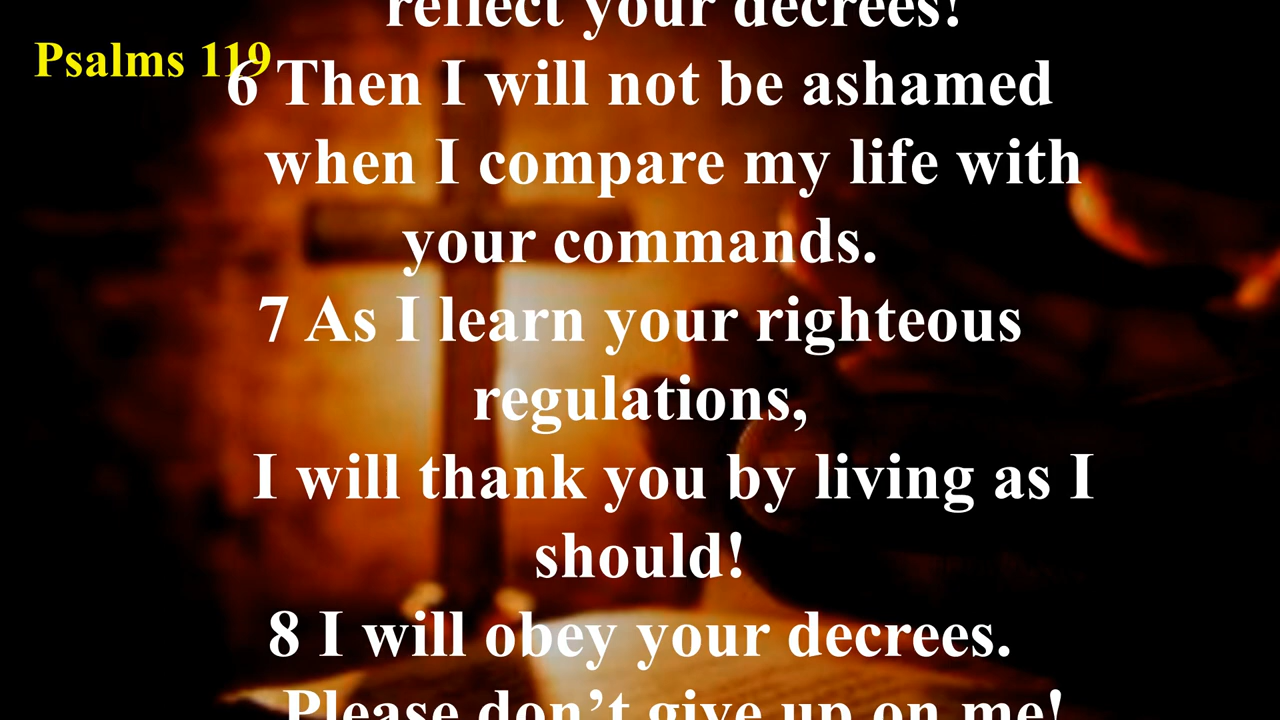 reflect your decrees!
Psalms 119
6 Then I will not be ashamed
when I compare my life with
your commands.
7 As I learn your righteous
regulations,
I will thank you by living as I
should!
8 I will obey your decrees.
Please don’t give up on me!